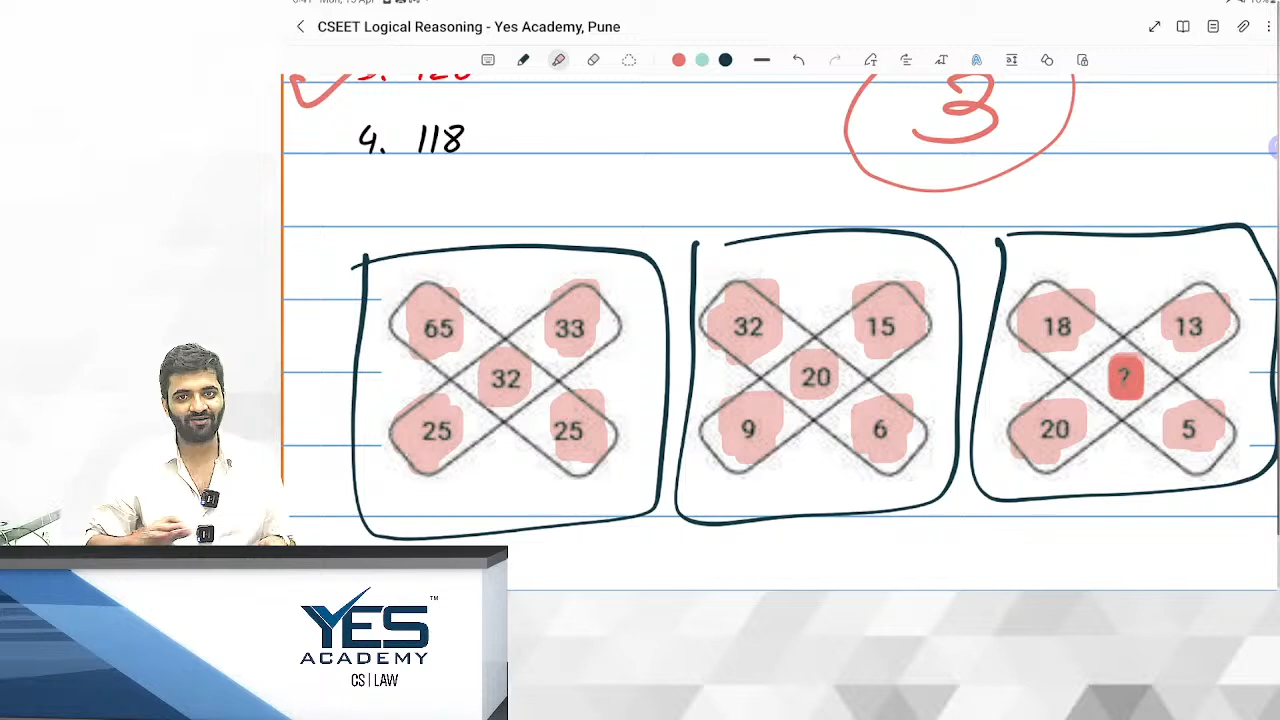 CSEET Logical Reasoning - Yes Academy, Pune
3
4. 118
65 33 32 15 18 13
32 20 ?
25 25 9 6 20 5
YES™
ACADEMY
CS | LAW